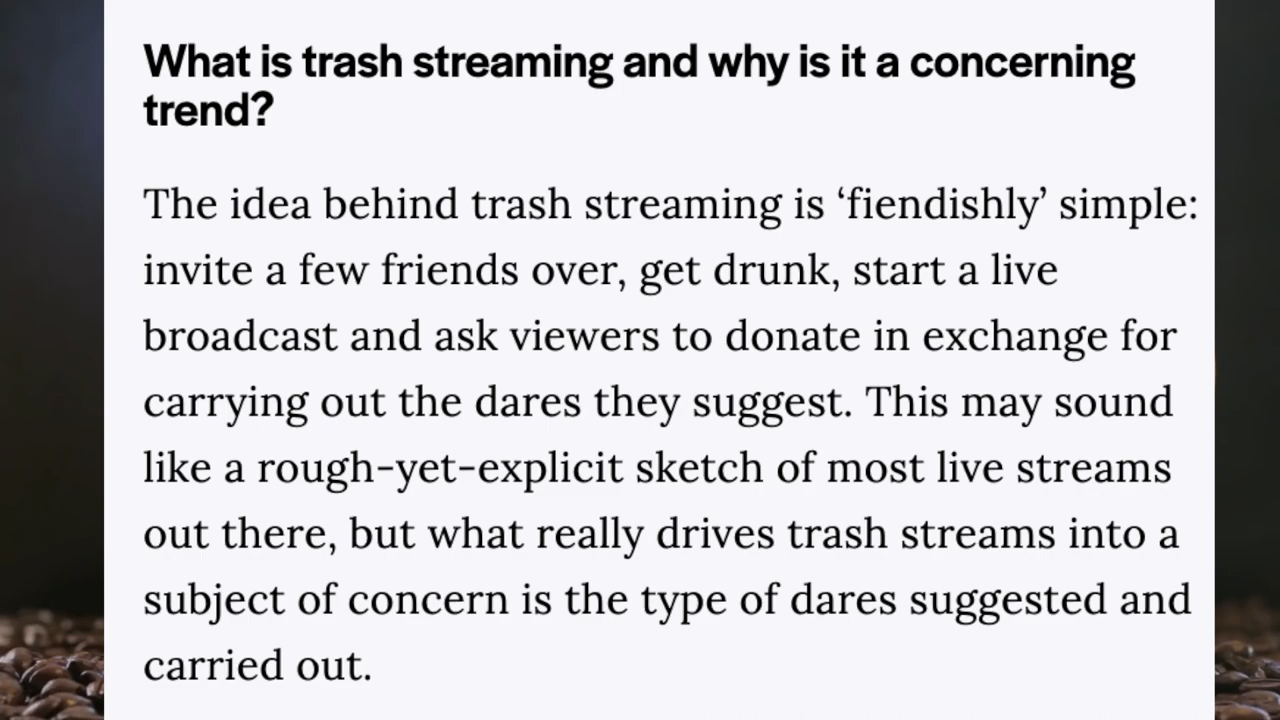 What is trash streaming and why is it a concerning
trend?
The idea behind trash streaming is ‘fiendishly’ simple:
invite a few friends over, get drunk, start a live
broadcast and ask viewers to donate in exchange for
carrying out the dares they suggest. This may sound
like a rough-yet-explicit sketch of most live streams
out there, but what really drives trash streams into a
subject of concern is the type of dares suggested and
carried out.